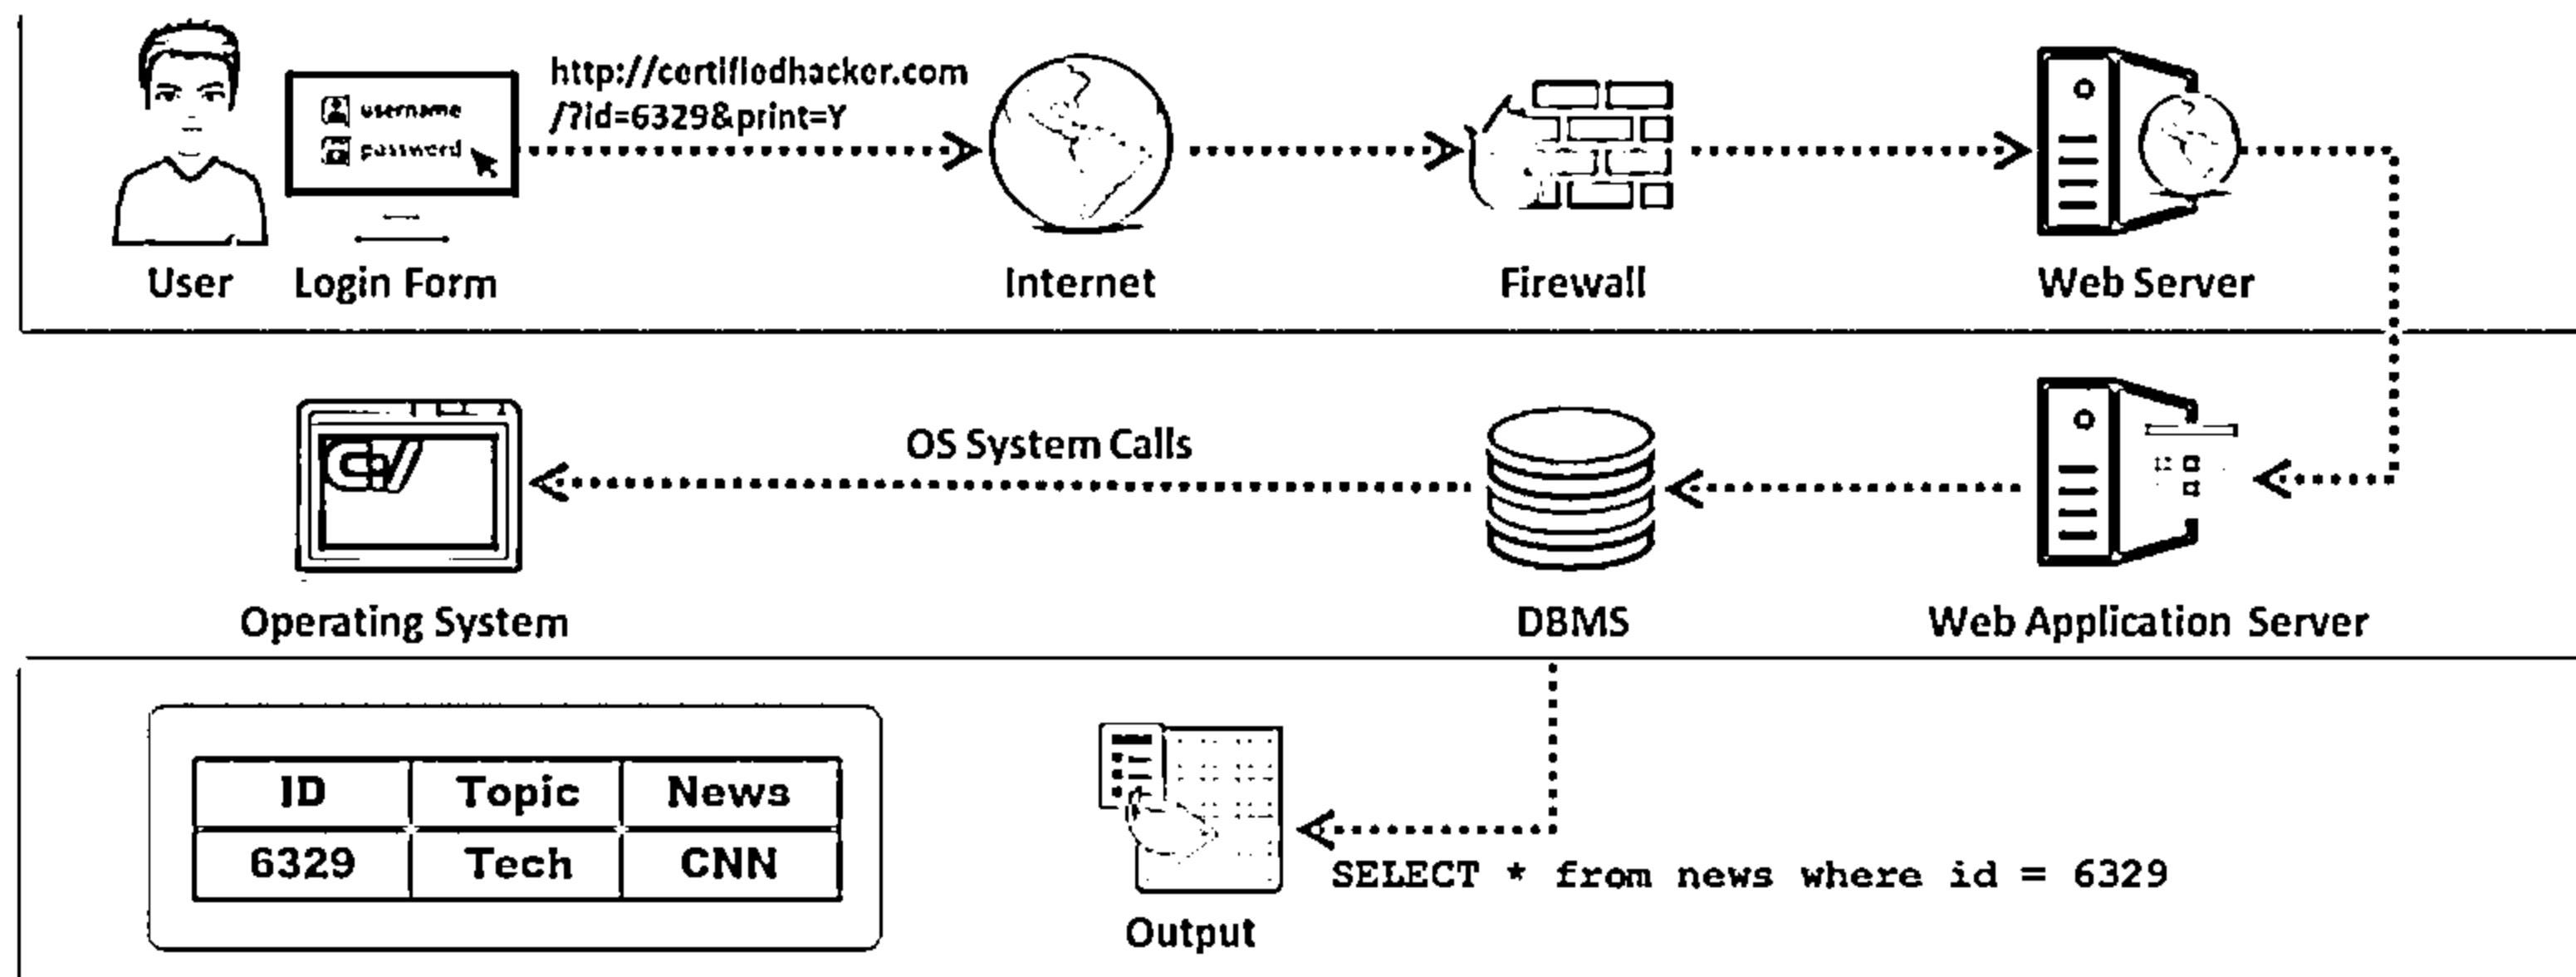 http://certifiedhacker.com
/?id=6329&print=Y
username
password
User
Login Form
Internet
Firewall
Web Server
OS System Calls
Operating System
DBMS
Web Application Server
ID Topic News
6329 Tech CNN
SELECT * from news where id = 6329
Output